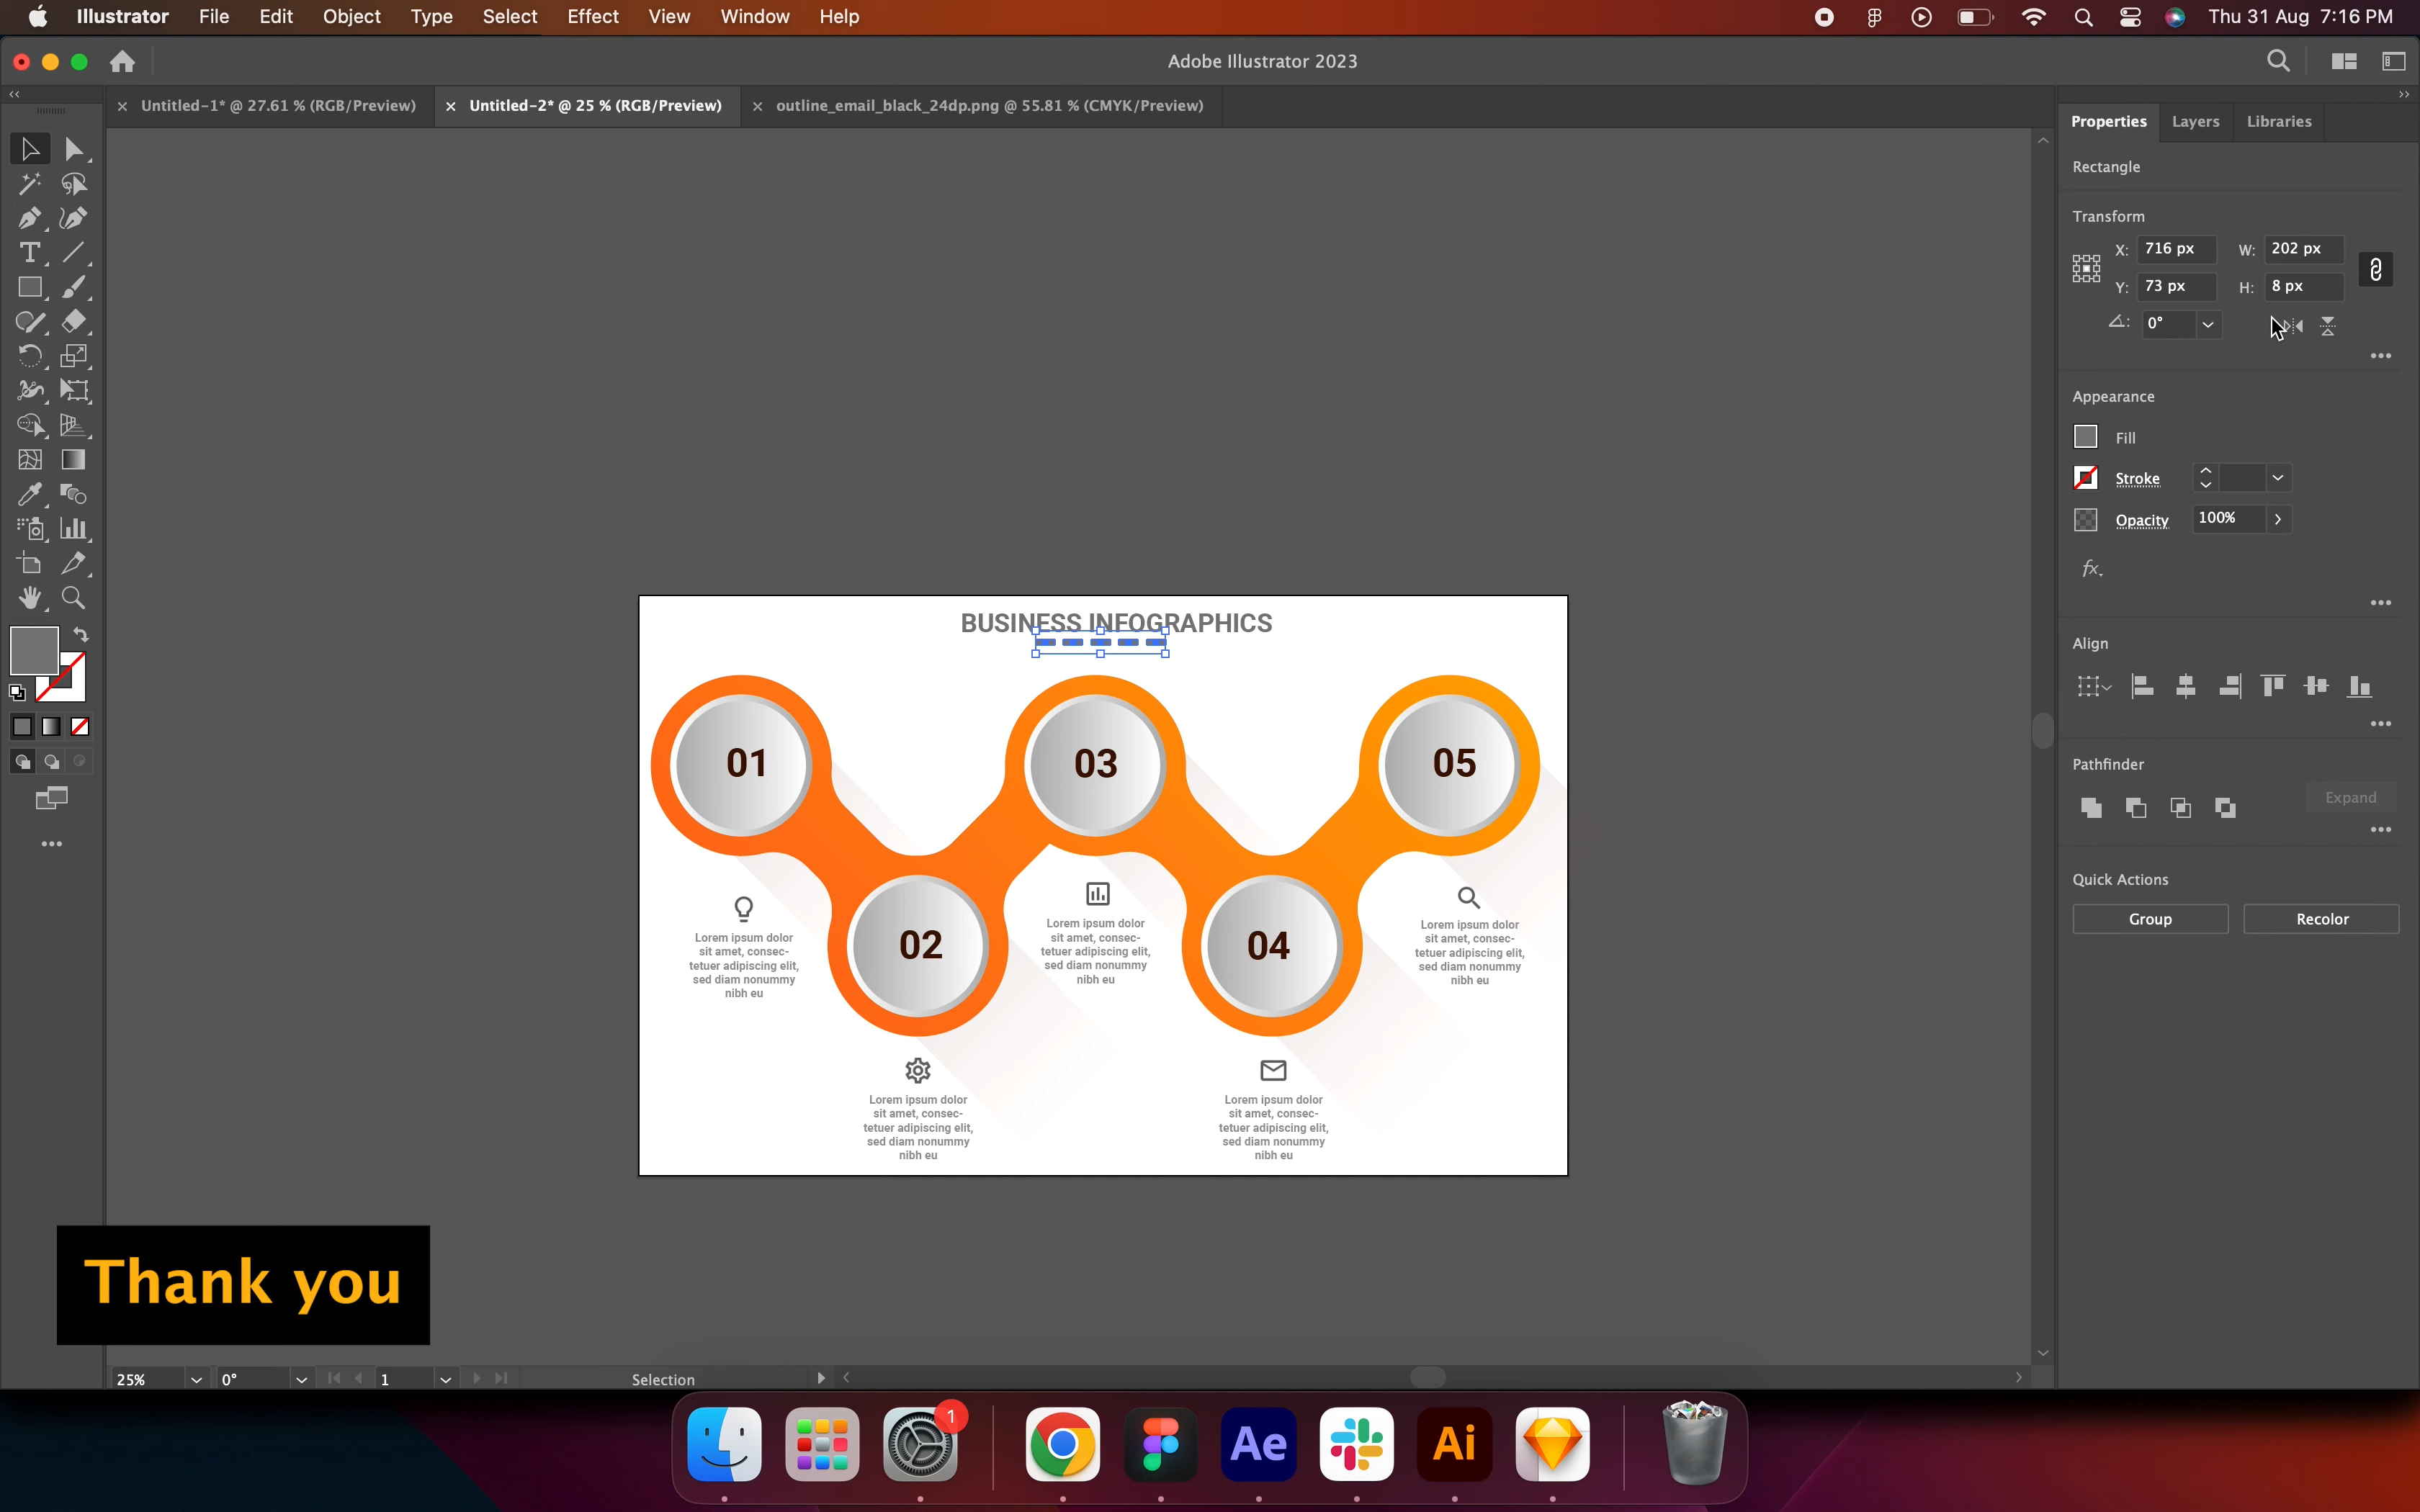 Illustrator File Edit Object Type Select Effect View Window Help
Thu 31 Aug 7:16 PM
Adobe Illustrator 2023
Untitled-1* @ 27.61 % (RGB/Preview)
Untitled-2* @ 25 % (RGB/Preview)
outline_email_black_24dp.png @ 55.81 % (CMYK/Preview)
Properties Layers Libraries
Rectangle
Transform
X: 716 px W: 202 px
Y: 73 px H: 8 px
0°
Appearance
Fill
Stroke
Opacity 100%
fx
Align
Pathfinder
Expand
Quick Actions
Group Recolor
BUSINESS INFOGRAPHICS
01
03
05
02
04
Lorem ipsum dolor
sit amet, consec-
tetuer adipiscing elit,
sed diam nonummy
nibh eu
Lorem ipsum dolor
sit amet, consec-
tetuer adipiscing elit,
sed diam nonummy
nibh eu
Lorem ipsum dolor
sit amet, consec-
tetuer adipiscing elit,
sed diam nonummy
nibh eu
Lorem ipsum dolor
sit amet, consec-
tetuer adipiscing elit,
sed diam nonummy
nibh eu
Lorem ipsum dolor
sit amet, consec-
tetuer adipiscing elit,
sed diam nonummy
nibh eu
Thank you
25% 0° 1 Selection
1
Ae
Ai